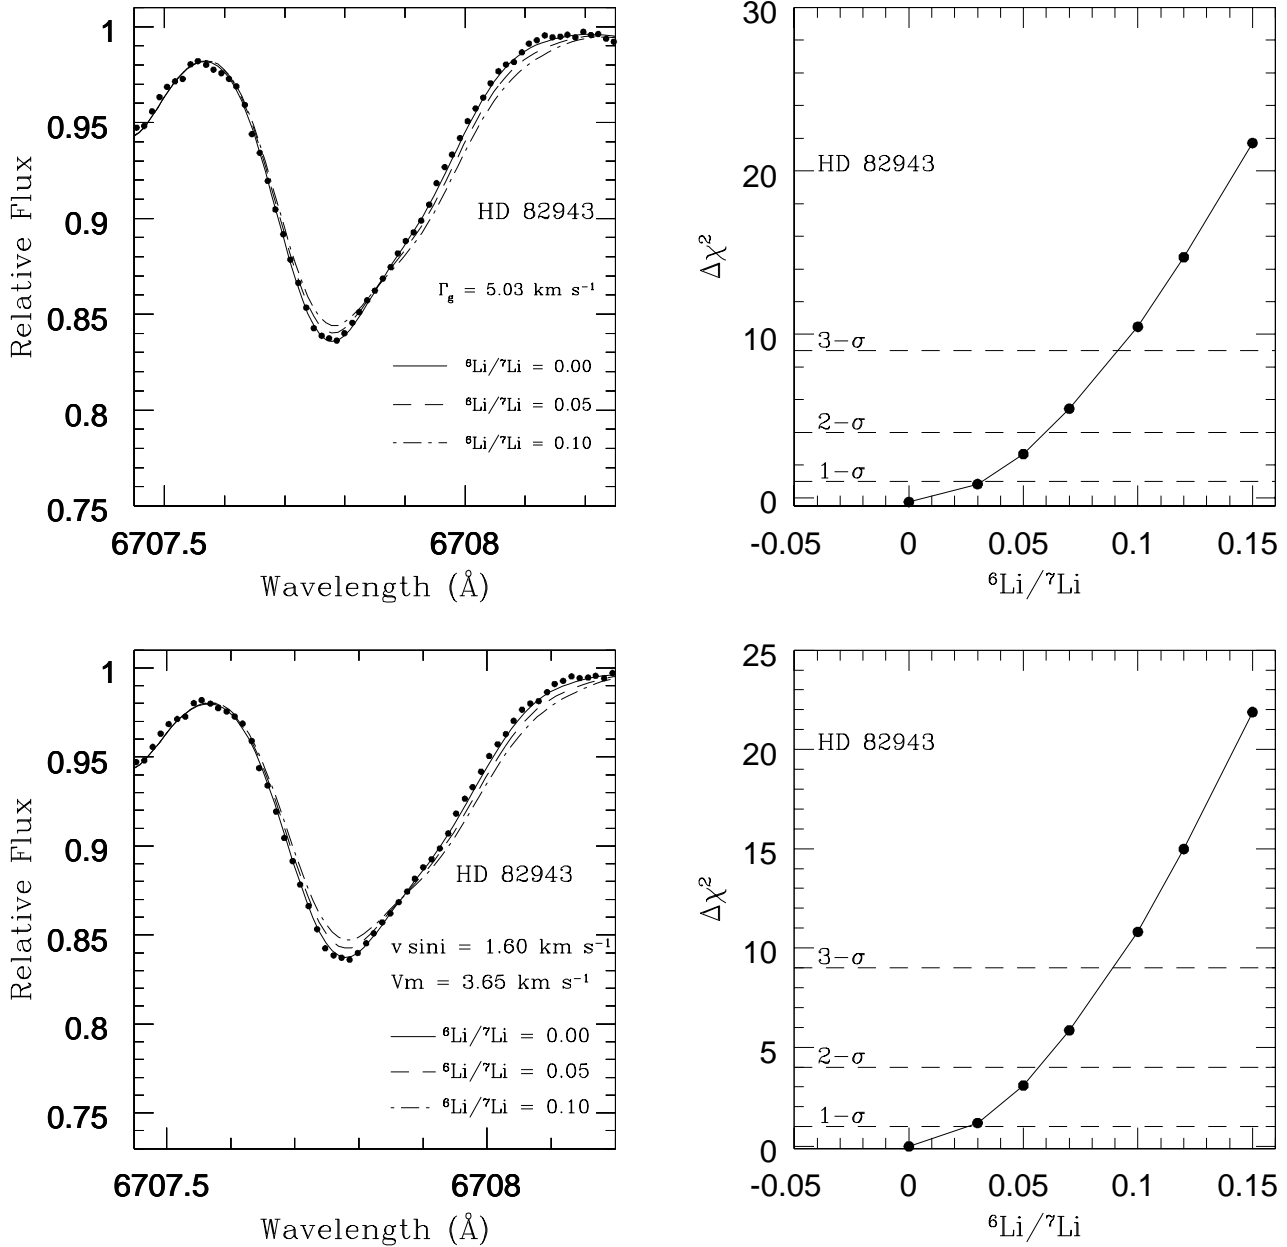 1
0.95
0.9
0.85
0.8
0.75
Relative Flux
HD 82943
Γg = 5.03 km s⁻¹
⁶Li/⁷Li = 0.00
⁶Li/⁷Li = 0.05
⁶Li/⁷Li = 0.10
6707.5 6708
Wavelength (Å)
30
20
10
0
Δχ²
HD 82943
3-σ
2-σ
1-σ
-0.05 0 0.05 0.1 0.15
⁶Li/⁷Li
1
0.95
0.9
0.85
0.8
0.75
Relative Flux
HD 82943
v sini = 1.60 km s⁻¹
Vm = 3.65 km s⁻¹
⁶Li/⁷Li = 0.00
⁶Li/⁷Li = 0.05
⁶Li/⁷Li = 0.10
6707.5 6708
Wavelength (Å)
25
20
15
10
5
0
Δχ²
HD 82943
3-σ
2-σ
1-σ
-0.05 0 0.05 0.1 0.15
⁶Li/⁷Li